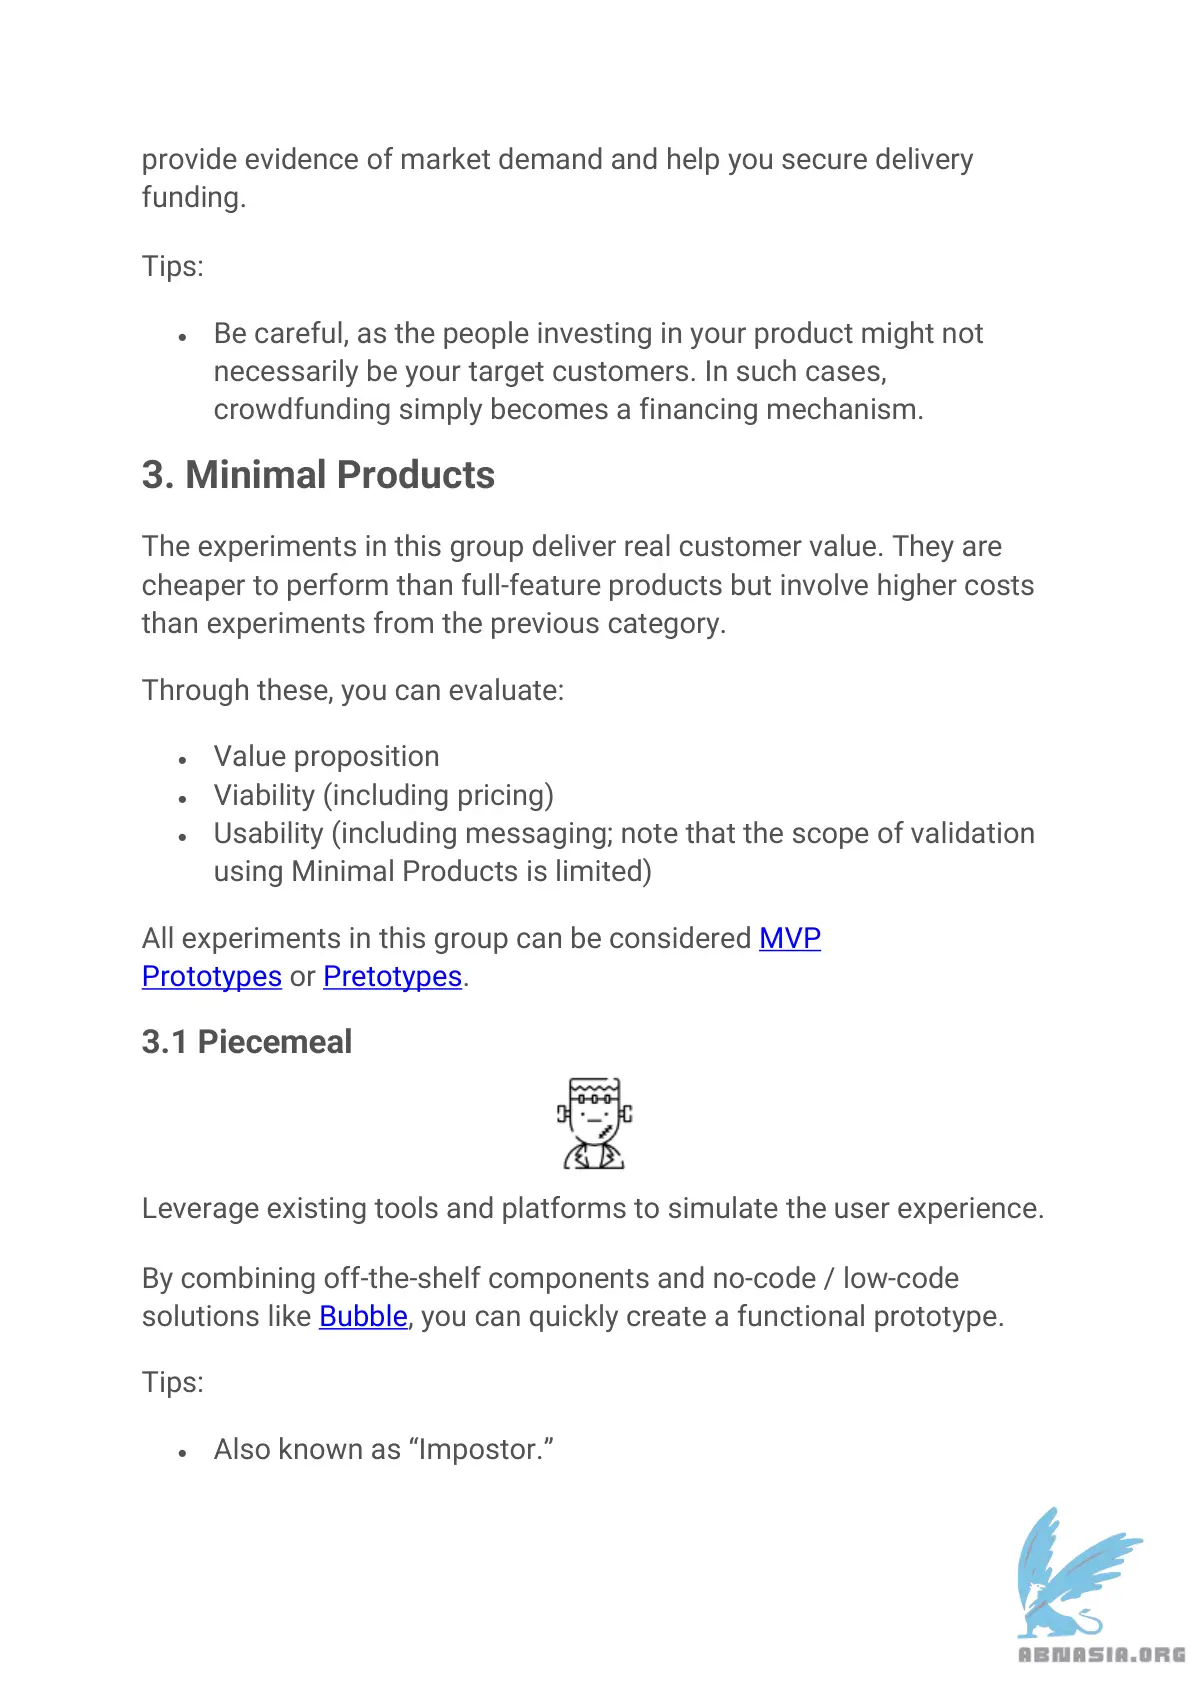 provide evidence of market demand and help you secure delivery
funding.
Tips:
• Be careful, as the people investing in your product might not
necessarily be your target customers. In such cases,
crowdfunding simply becomes a financing mechanism.
3. Minimal Products
The experiments in this group deliver real customer value. They are
cheaper to perform than full-feature products but involve higher costs
than experiments from the previous category.
Through these, you can evaluate:
• Value proposition
• Viability (including pricing)
• Usability (including messaging; note that the scope of validation
using Minimal Products is limited)
All experiments in this group can be considered MVP
Prototypes or Pretotypes.
3.1 Piecemeal
Leverage existing tools and platforms to simulate the user experience.
By combining off-the-shelf components and no-code / low-code
solutions like Bubble, you can quickly create a functional prototype.
Tips:
• Also known as “Impostor.”
ABNASIA.ORG